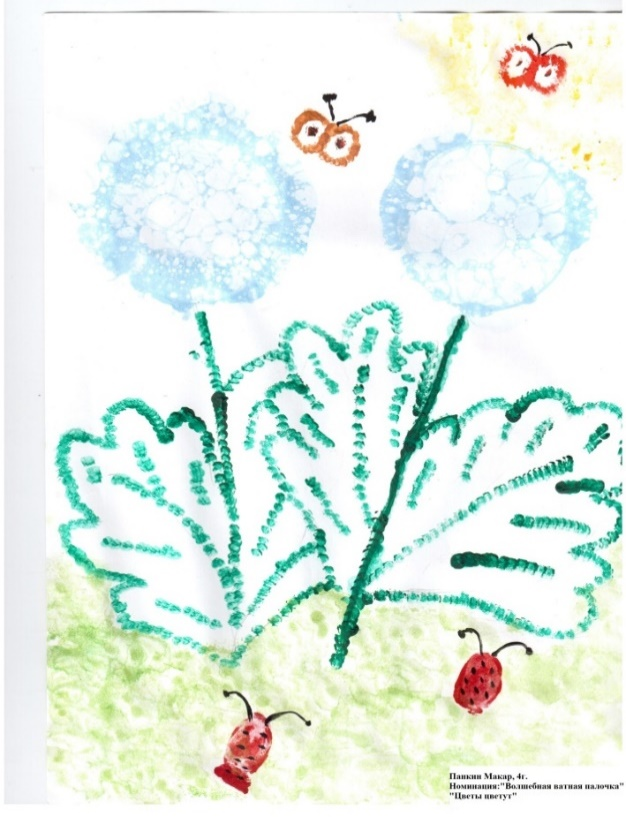 Панкин Макар, 4г.
Номинация:"Волшебная ватная палочка"
"Цветы цветут"